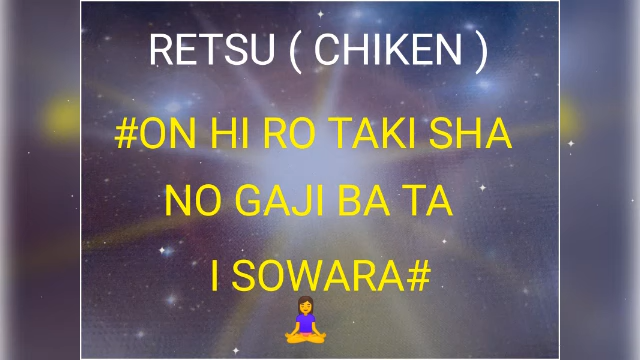 RETSU ( CHIKEN )
#ON HI RO TAKI SHA
NO GAJI BA TA
I SOWARA#